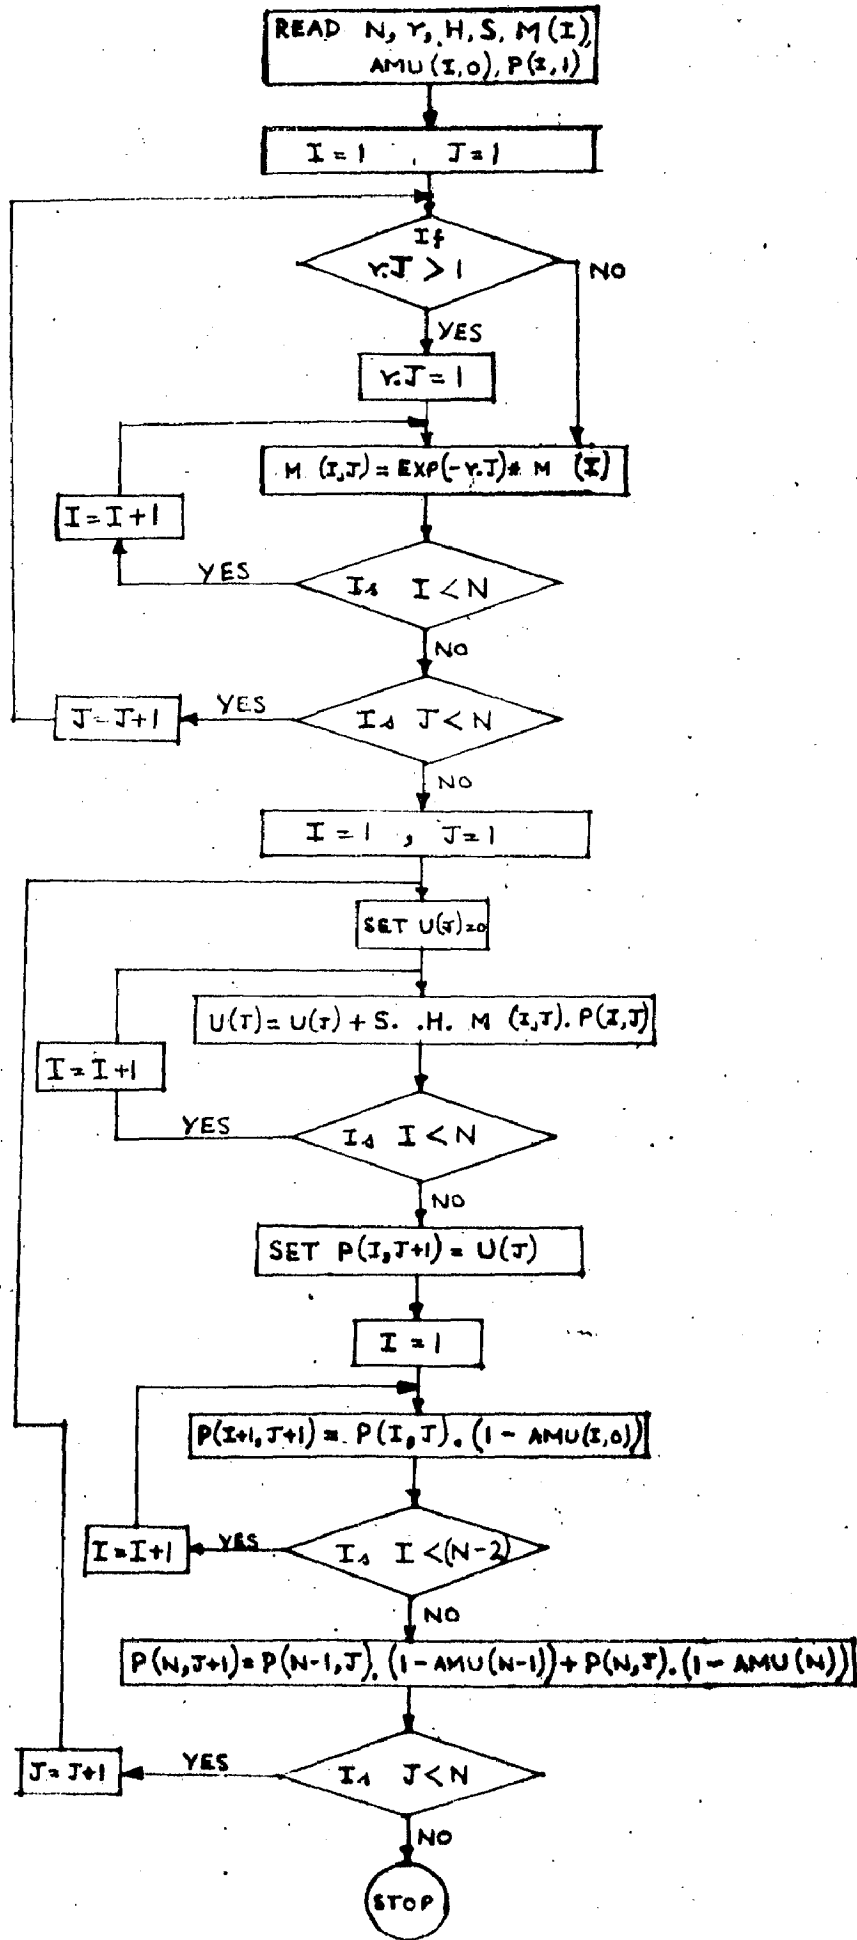 READ N, r, H, S, M(I),
AMU(I,0), P(I,1)
I = 1 , J = 1
If
r.J > 1
NO
YES
r.J = 1
M (I,J) = EXP(-r.J)* M (I)
I = I + 1
YES
Is I < N
NO
J = J+1
YES
Is J < N
NO
I = 1 , J = 1
SET U(J)=0
U(J) = U(J) + S. .H. M (I,J). P(I,J)
I = I + 1
YES
Is I < N
NO
SET P(I,J+1) = U(J)
I = 1
P(I+1, J+1) = P(I,J). (1 - AMU(I,0))
I = I+1
YES
Is I < (N-2)
NO
P(N,J+1) = P(N-1,J). (1-AMU(N-1)) + P(N,J). (1-AMU(N))
J = J+1
YES
Is J < N
NO
STOP